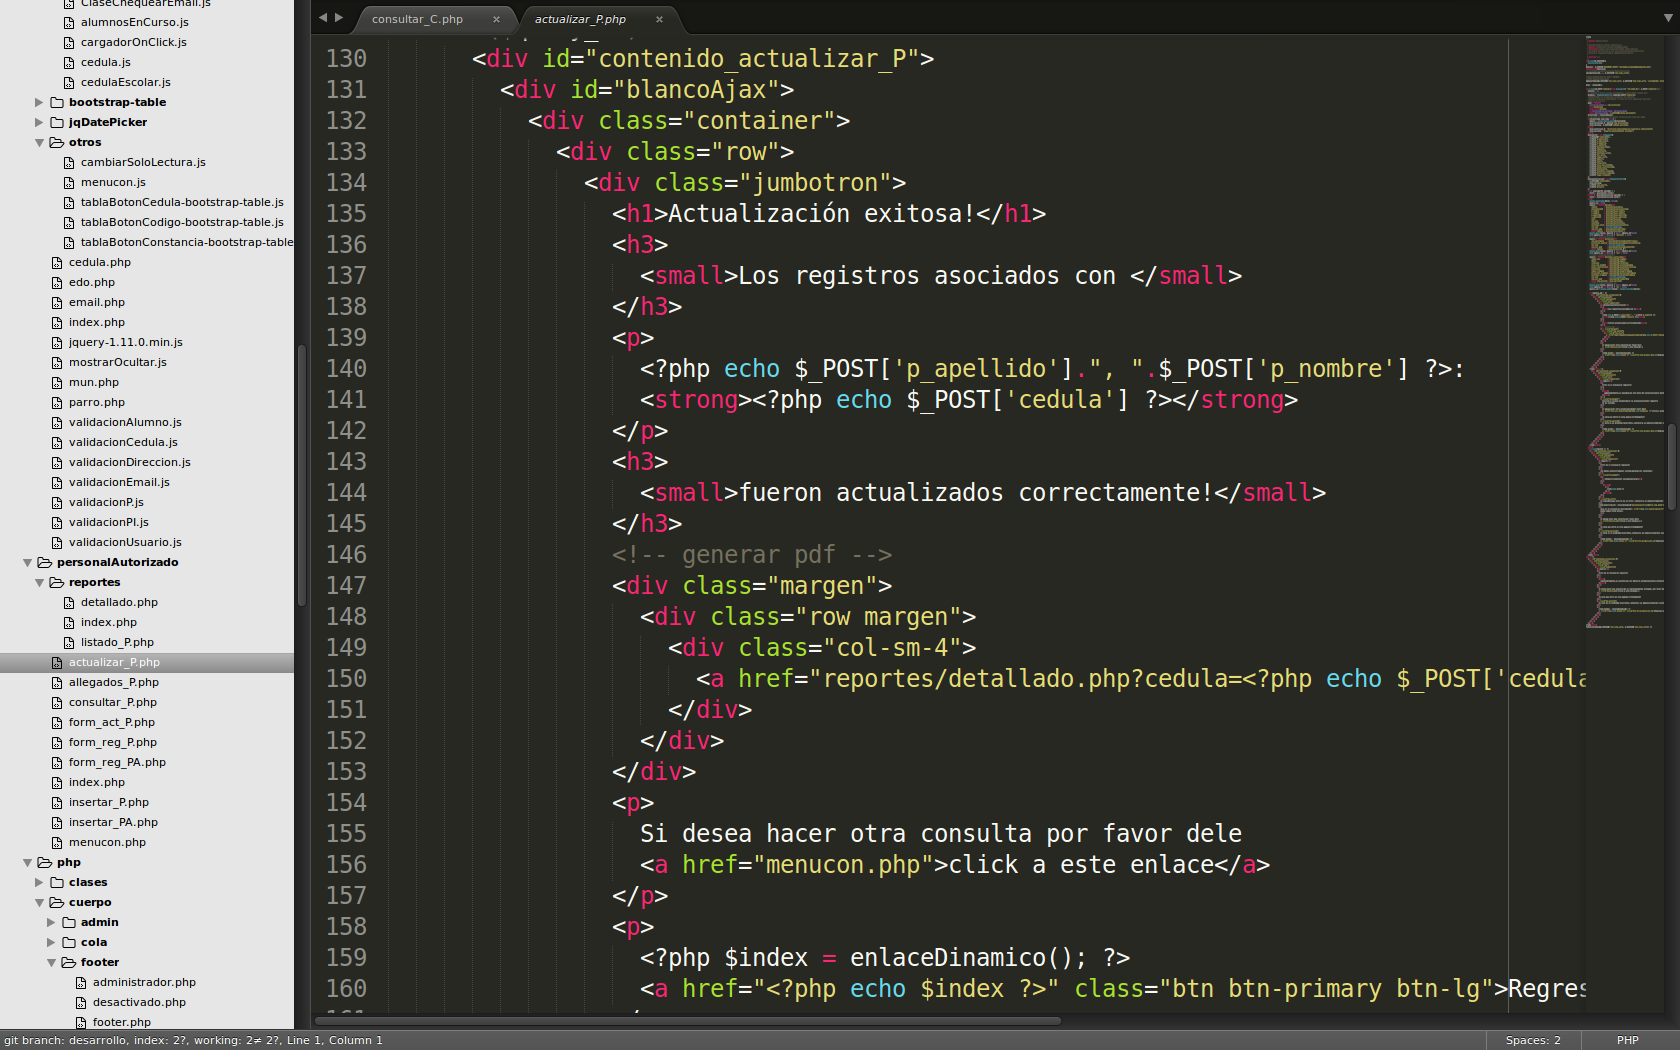 ClaseChequearEmail.js
alumnosEnCurso.js
cargadorOnClick.js
cedula.js
cedulaEscolar.js
bootstrap-table
jqDatePicker
otros
cambiarSoloLectura.js
menucon.js
tablaBotonCedula-bootstrap-table.js
tablaBotonCodigo-bootstrap-table.js
tablaBotonConstancia-bootstrap-table
cedula.php
edo.php
email.php
index.php
jquery-1.11.0.min.js
mostrarOcultar.js
mun.php
parro.php
validacionAlumno.js
validacionCedula.js
validacionDireccion.js
validacionEmail.js
validacionP.js
validacionPI.js
validacionUsuario.js
personalAutorizado
reportes
detallado.php
index.php
listado_P.php
actualizar_P.php
allegados_P.php
consultar_P.php
form_act_P.php
form_reg_P.php
form_reg_PA.php
index.php
insertar_P.php
insertar_PA.php
menucon.php
php
clases
cuerpo
admin
cola
footer
administrador.php
desactivado.php
footer.php
consultar_C.php × actualizar_P.php ×
130 <div id="contenido_actualizar_P">
131 <div id="blancoAjax">
132 <div class="container">
133 <div class="row">
134 <div class="jumbotron">
135 <h1>Actualización exitosa!</h1>
136 <h3>
137 <small>Los registros asociados con </small>
138 </h3>
139 <p>
140 <?php echo $_POST['p_apellido'].", ".$_POST['p_nombre'] ?>:
141 <strong><?php echo $_POST['cedula'] ?></strong>
142 </p>
143 <h3>
144 <small>fueron actualizados correctamente!</small>
145 </h3>
146 <!-- generar pdf -->
147 <div class="margen">
148 <div class="row margen">
149 <div class="col-sm-4">
150 <a href="reportes/detallado.php?cedula=<?php echo $_POST['cedula
151 </div>
152 </div>
153 </div>
154 <p>
155 Si desea hacer otra consulta por favor dele
156 <a href="menucon.php">click a este enlace</a>
157 </p>
158 <p>
159 <?php $index = enlaceDinamico(); ?>
160 <a href="<?php echo $index ?>" class="btn btn-primary btn-lg">Regres
git branch: desarrollo, index: 2?, working: 2≠ 2?, Line 1, Column 1
Spaces: 2
PHP